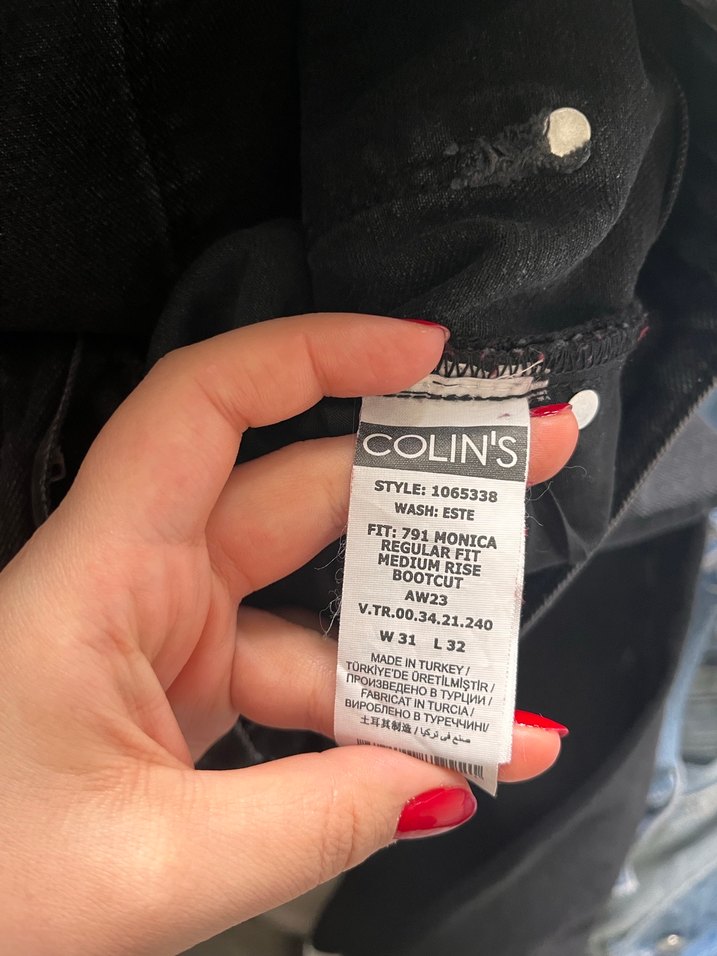 COLIN'S
STYLE: 1065338
WASH: ESTE
FIT: 791 MONICA
REGULAR FIT
MEDIUM RISE
BOOTCUT
AW23
V.TR.00.34.21.240
W 31 L 32
MADE IN TURKEY /
TÜRKİYE'DE ÜRETİLMİŞTİR /
ПРОИЗВЕДЕНО В ТУРЦИИ /
FABRICAT IN TURCIA /
ВИРОБЛЕНО В ТУРЕЧЧИНІ/
土耳其制造 / صنع في تركيا